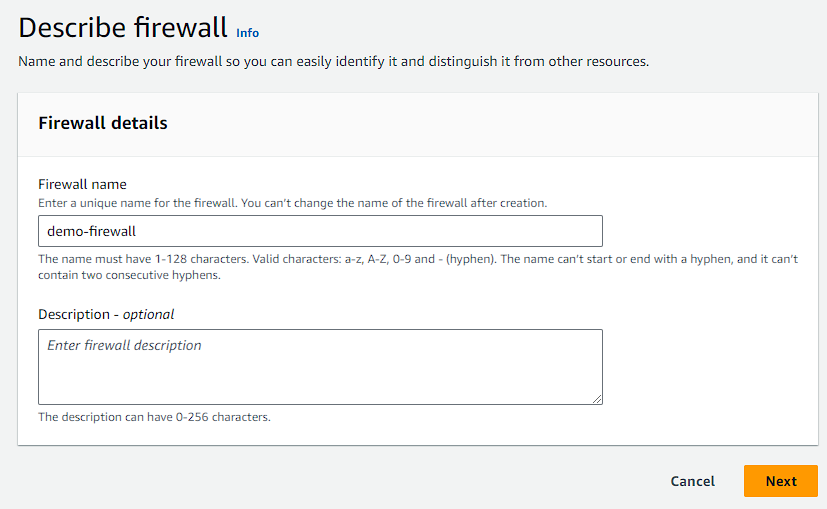 Describe firewall Info
Name and describe your firewall so you can easily identify it and distinguish it from other resources.
Firewall details
Firewall name
Enter a unique name for the firewall. You can't change the name of the firewall after creation.
demo-firewall
The name must have 1-128 characters. Valid characters: a-z, A-Z, 0-9 and - (hyphen). The name can't start or end with a hyphen, and it can't
contain two consecutive hyphens.
Description - optional
Enter firewall description
The description can have 0-256 characters.
Cancel Next